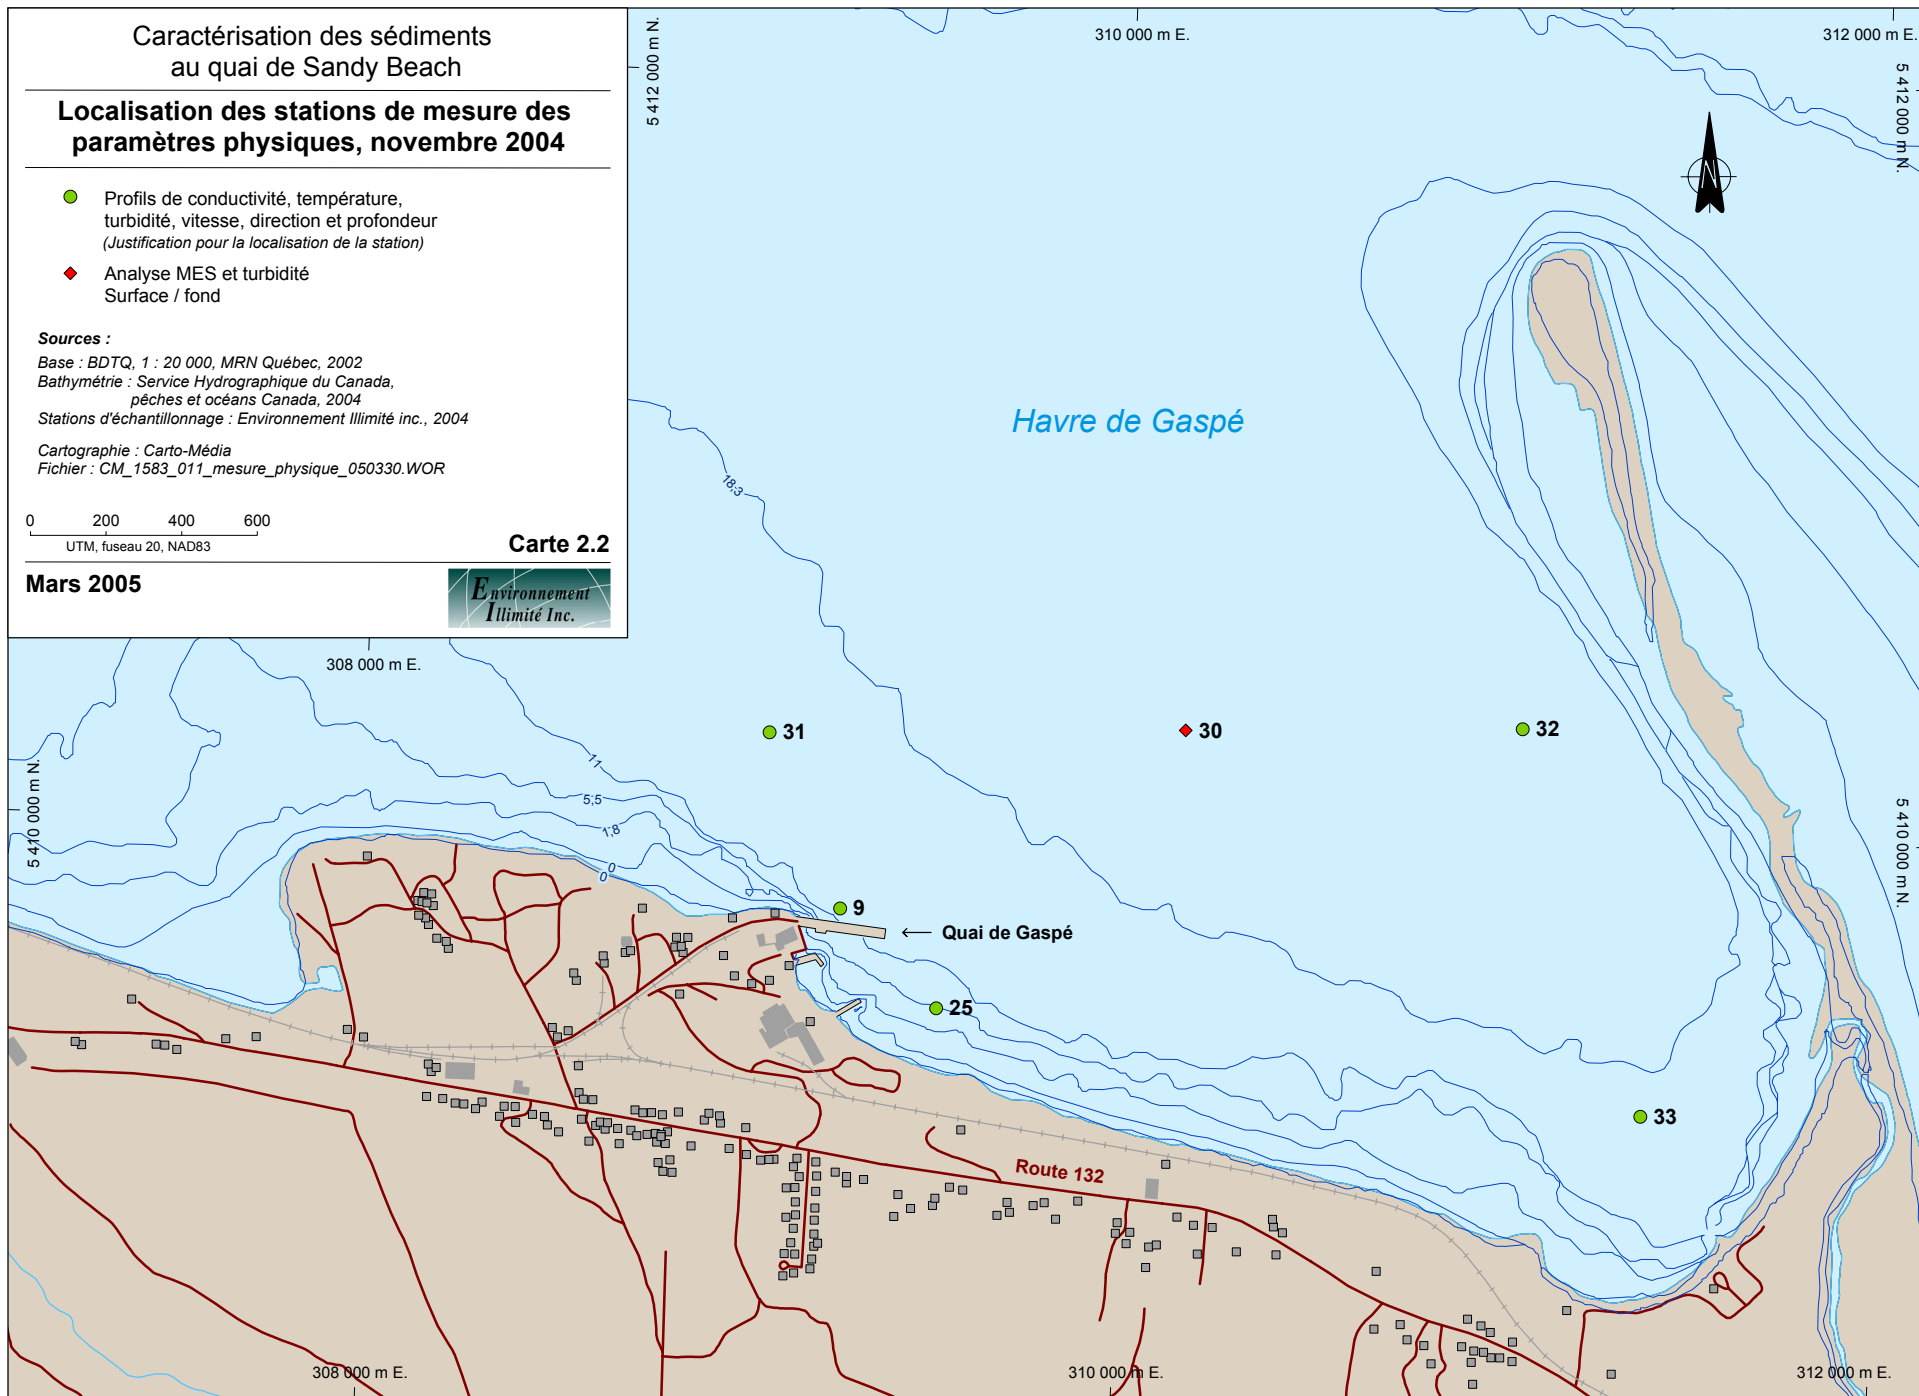 Caractérisation des sédiments
au quai de Sandy Beach
Localisation des stations de mesure des
paramètres physiques, novembre 2004
Profils de conductivité, température,
turbidité, vitesse, direction et profondeur
(Justification pour la localisation de la station)
Analyse MES et turbidité
Surface / fond
Sources :
Base : BDTQ, 1 : 20 000, MRN Québec, 2002
Bathymétrie : Service Hydrographique du Canada,
pêches et océans Canada, 2004
Stations d'échantillonnage : Environnement Illimité inc., 2004
Cartographie : Carto-Média
Fichier : CM_1583_011_mesure_physique_050330.WOR
0 200 400 600
UTM, fuseau 20, NAD83
Carte 2.2
Mars 2005
Environnement
Illimité Inc.
5 412 000 m N.
310 000 m E.
312 000 m E.
5 412 000 m N.
N
Havre de Gaspé
18,3
308 000 m E.
31
30
32
11
5,5
1,8
0
0
5 410 000 m N.
5 410 000 m N.
9
Quai de Gaspé
25
33
Route 132
308 000 m E.
310 000 m E.
312 000 m E.